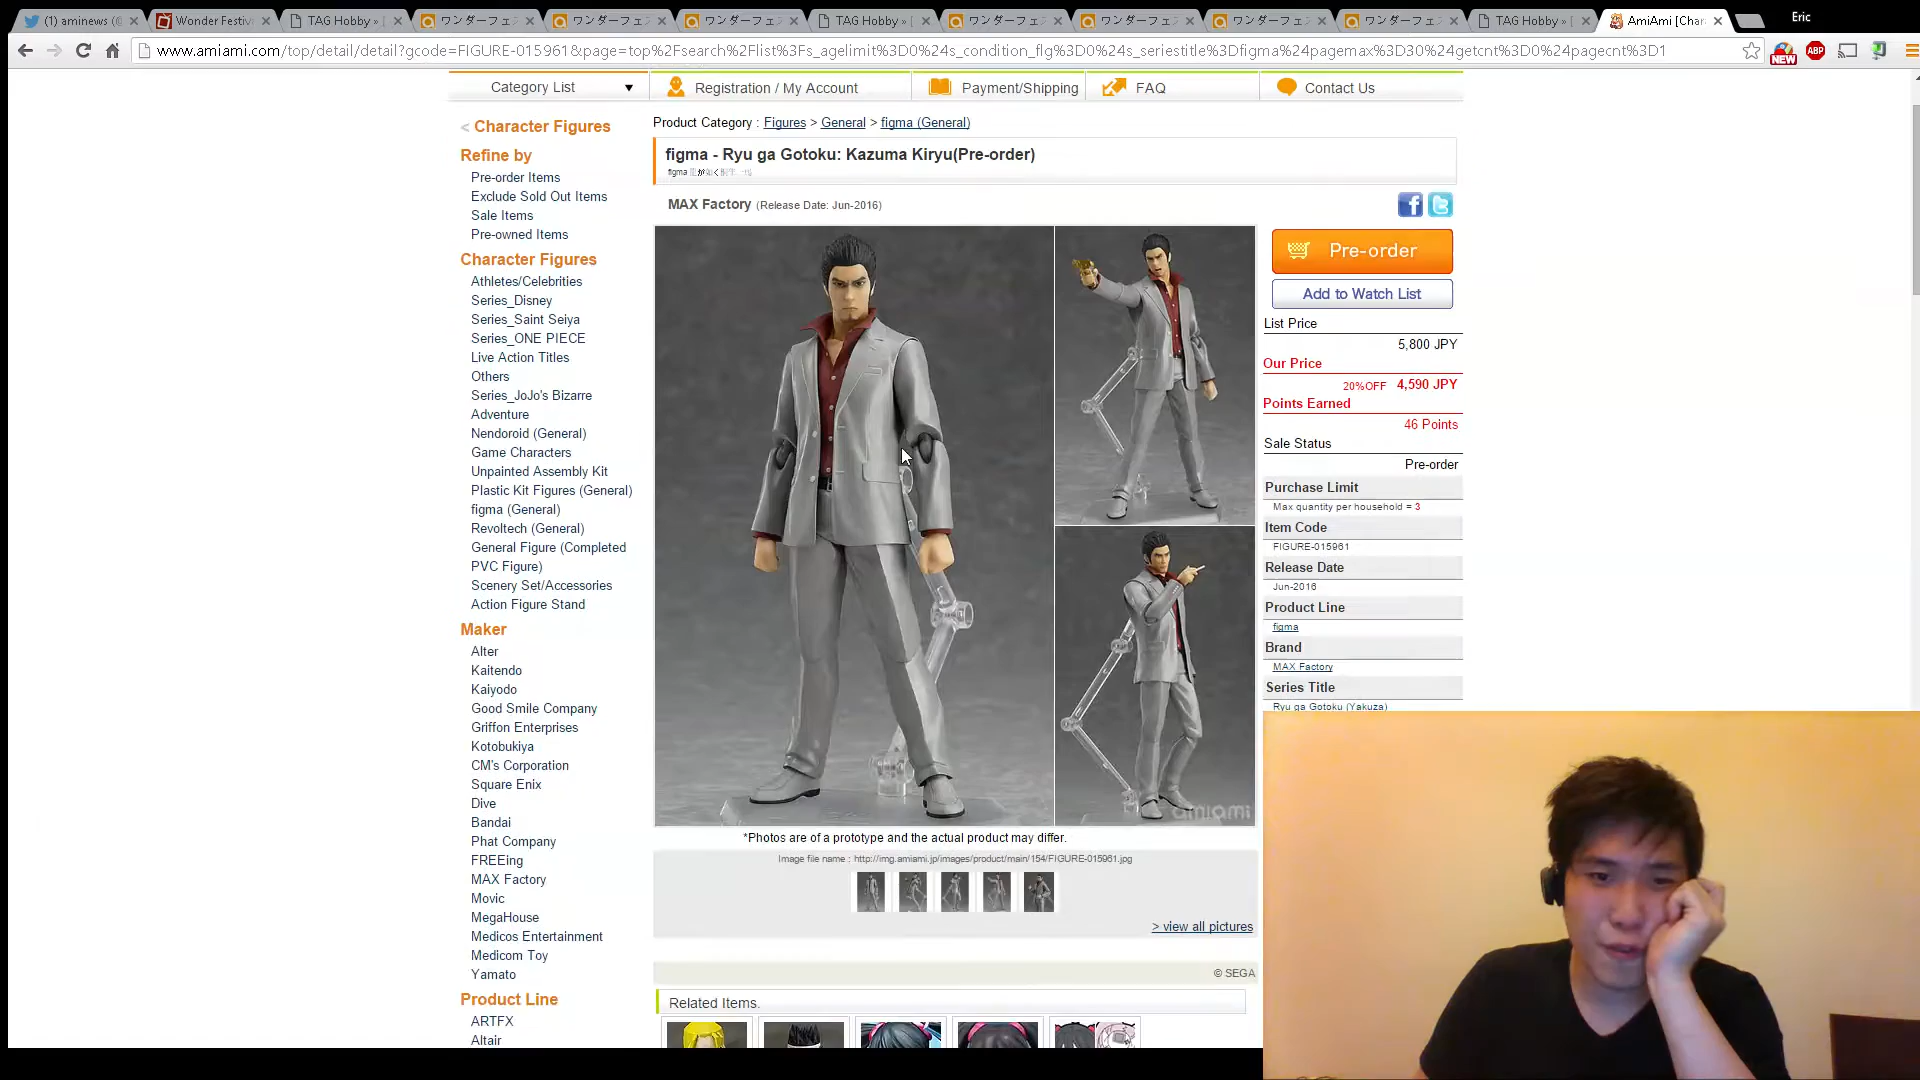 (1) aminews (@
Wonder Festiv
TAG Hobby » [
ワンダーフェ
ワンダーフェ
ワンダーフェ
TAG Hobby » [
ワンダーフェ
ワンダーフェ
ワンダーフェ
ワンダーフェ
TAG Hobby » [
AmiAmi [Char
Eric
www.amiami.com/top/detail/detail?gcode=FIGURE-015961&page=top%2Fsearch%2Flist%3Fs_agelimit%3D0%24s_condition_flg%3D0%24s_seriestitle%3Dfigma%24pagemax%3D30%24getcnt%3D0%24pagecnt%3D1
NEW
ABP
Category List
Registration / My Account
Payment/Shipping
FAQ
Contact Us
< Character Figures
Refine by
Pre-order Items
Exclude Sold Out Items
Sale Items
Pre-owned Items
Character Figures
Athletes/Celebrities
Series_Disney
Series_Saint Seiya
Series_ONE PIECE
Live Action Titles
Others
Series_JoJo's Bizarre
Adventure
Nendoroid (General)
Game Characters
Unpainted Assembly Kit
Plastic Kit Figures (General)
figma (General)
Revoltech (General)
General Figure (Completed
PVC Figure)
Scenery Set/Accessories
Action Figure Stand
Maker
Alter
Kaitendo
Kaiyodo
Good Smile Company
Griffon Enterprises
Kotobukiya
CM's Corporation
Square Enix
Dive
Bandai
Phat Company
FREEing
MAX Factory
Movic
MegaHouse
Medicos Entertainment
Medicom Toy
Yamato
Product Line
ARTFX
Altair
Product Category : Figures > General > figma (General)
figma - Ryu ga Gotoku: Kazuma Kiryu(Pre-order)
figma
MAX Factory (Release Date: Jun-2016)
amiami
*Photos are of a prototype and the actual product may differ.
Image file name : http://img.amiami.jp/images/product/main/154/FIGURE-015961.jpg
> view all pictures
© SEGA
Related Items.
Pre-order
Add to Watch List
List Price
5,800 JPY
Our Price
20%OFF 4,590 JPY
Points Earned
46 Points
Sale Status
Pre-order
Purchase Limit
Max quantity per household = 3
Item Code
FIGURE-015961
Release Date
Jun-2016
Product Line
figma
Brand
MAX Factory
Series Title
Ryu ga Gotoku (Yakuza)